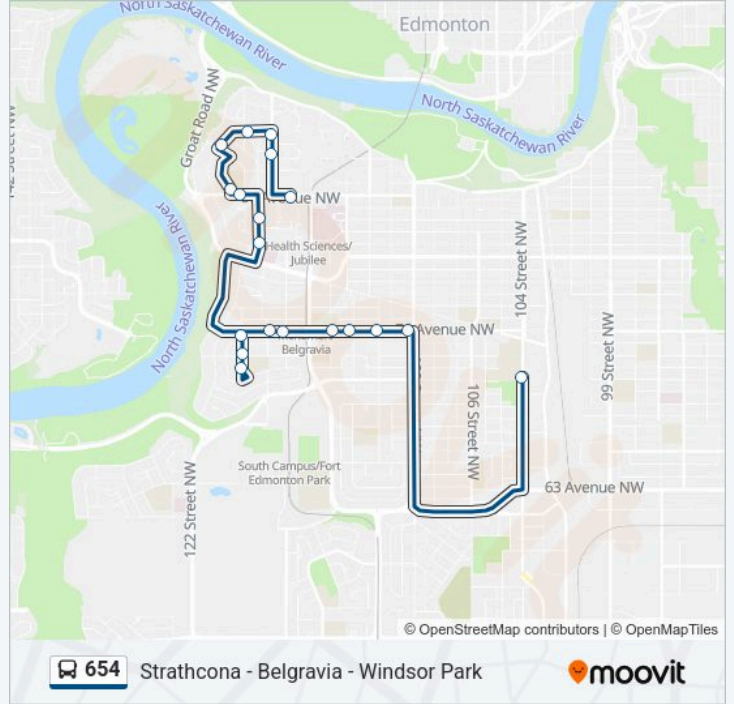 North Saskatchewan River
Edmonton
North Saskatchewan River
Groat Road NW
enue NW
104 Street NW
Health Sciences/
Jubilee
North Saskatchewan River
Avenue NW
Belgravia
99 Street NW
106 Street NW
South Campus/Fort
Edmonton Park
63 Avenue NW
122 Street NW
© OpenStreetMap contributors | © OpenMapTiles
654 Strathcona - Belgravia - Windsor Park
moovit